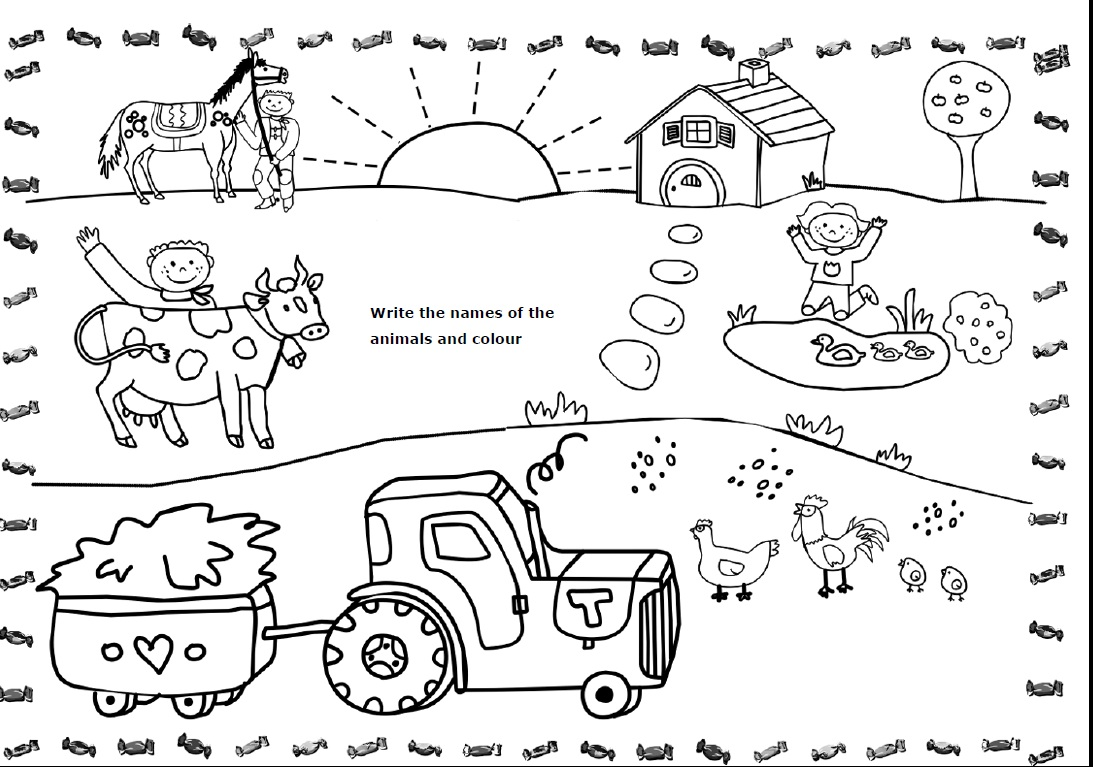 Write the names of the
animals and colour
T